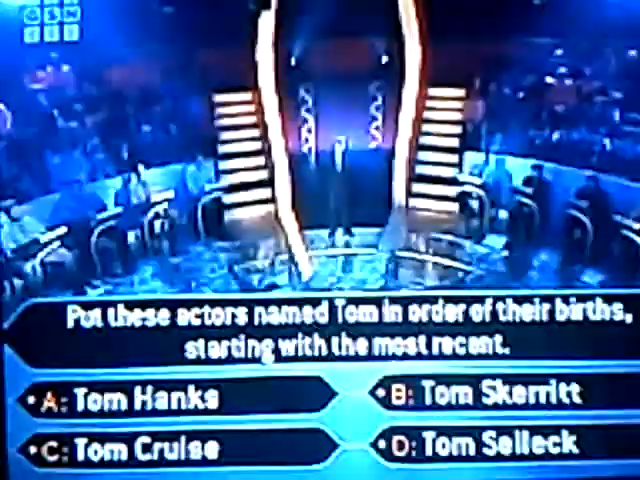 GSN
Put these actors named Tom in order of their births,
starting with the most recent.
A: Tom Hanks
B: Tom Skerritt
C: Tom Cruise
D: Tom Selleck